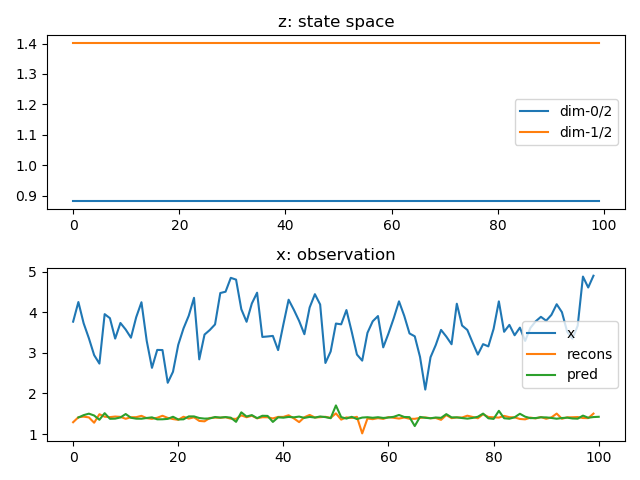 z: state space
1.4
1.3
1.2
1.1
1.0
0.9
dim-0/2
dim-1/2
0 20 40 60 80 100
x: observation
5
4
3
2
1
x
recons
pred
0 20 40 60 80 100